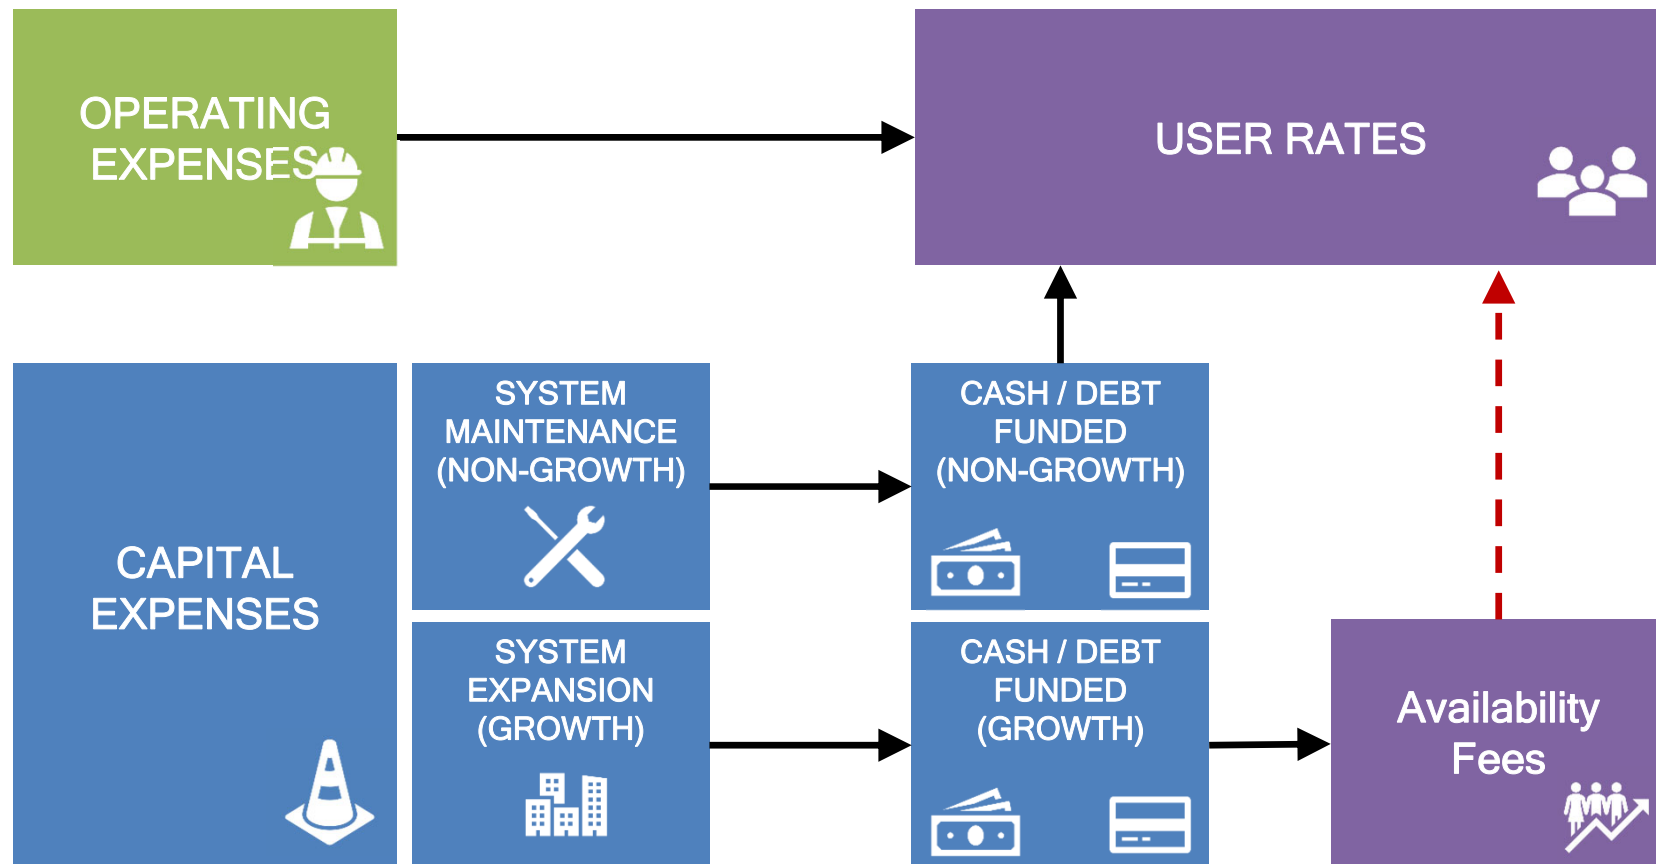 OPERATING
EXPENSES
USER RATES
CAPITAL
EXPENSES
SYSTEM
MAINTENANCE
(NON-GROWTH)
CASH / DEBT
FUNDED
(NON-GROWTH)
SYSTEM
EXPANSION
(GROWTH)
CASH / DEBT
FUNDED
(GROWTH)
Availability
Fees